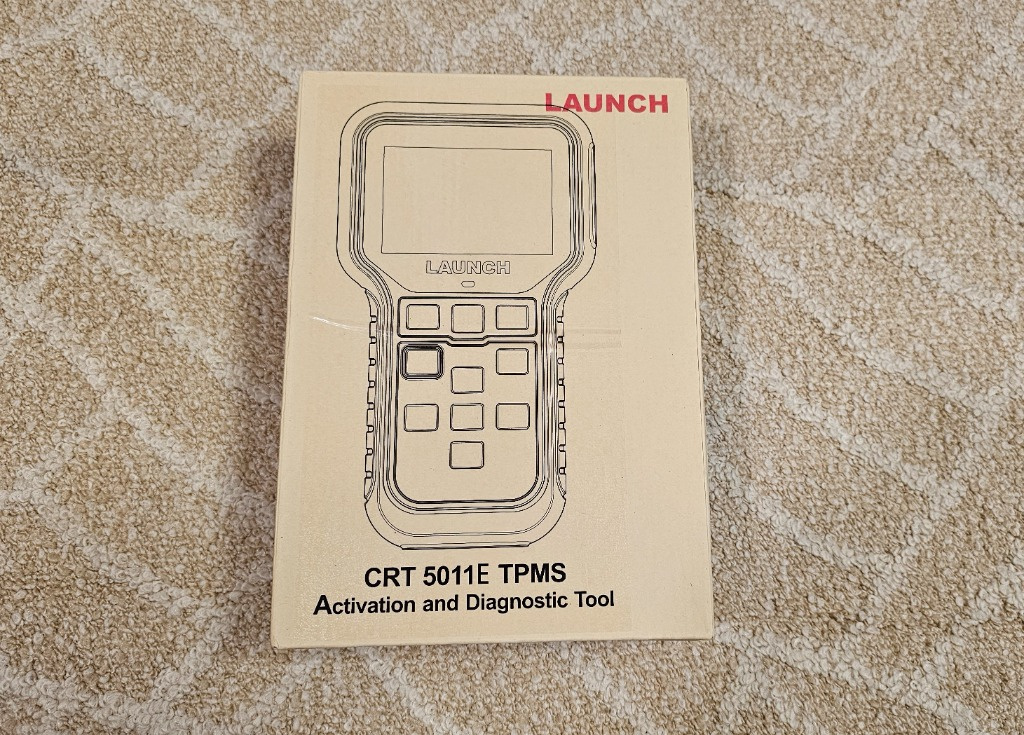 LAUNCH
LAUNCH
CRT 5011E TPMS
Activation and Diagnostic Tool